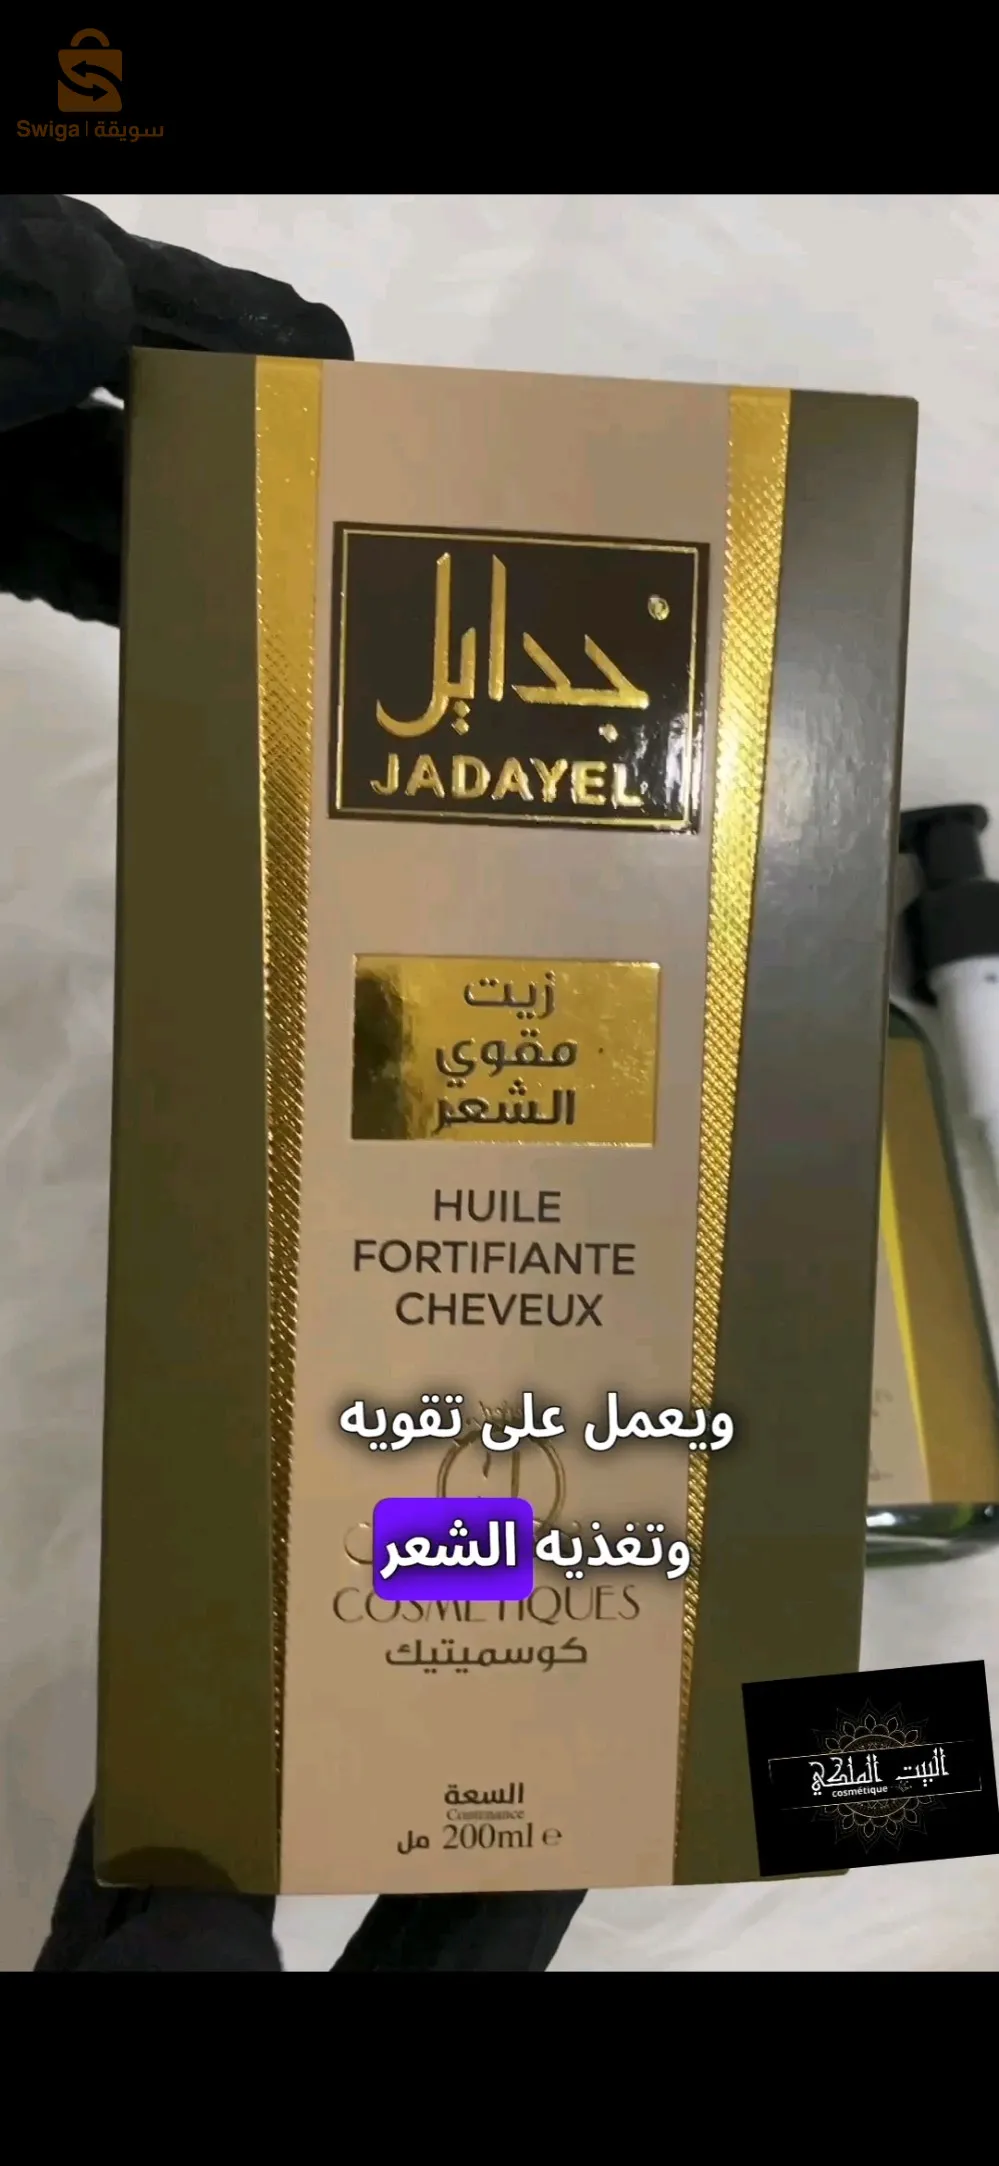 Swiga | سويقة
جدايل
JADAYEL
زيت
مقوي
الشعر
HUILE
FORTIFIANTE
CHEVEUX
ويعمل على تقويه
وتغذيه الشعر
COSMETIQUES
كوسميتيك
السعة
Contenance
200ml e مل
البيت الملكي
cosmétique